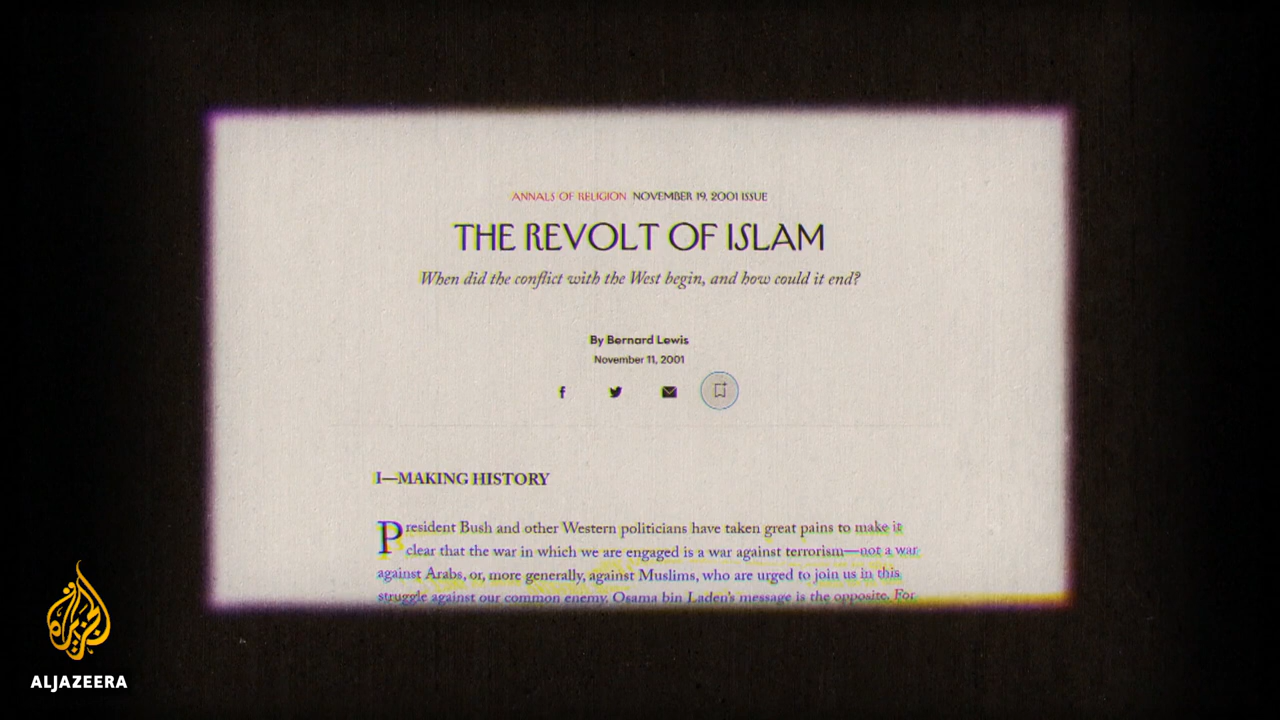 ANNALS OF RELIGION NOVEMBER 19, 2001 ISSUE
THE REVOLT OF ISLAM
When did the conflict with the West begin, and how could it end?
By Bernard Lewis
November 11, 2001
I—MAKING HISTORY
President Bush and other Western politicians have taken great pains to make it
clear that the war in which we are engaged is a war against terrorism—not a war
against Arabs, or, more generally, against Muslims, who are urged to join us in this
struggle against our common enemy. Osama bin Laden's message is the opposite. For
الجزيرة
ALJAZEERA